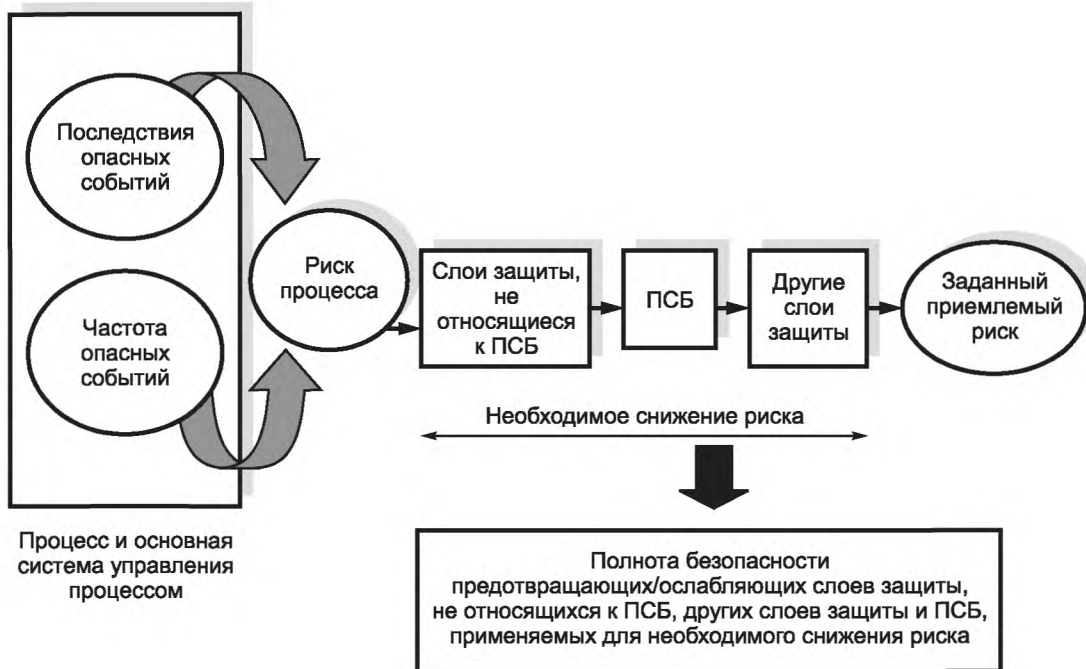 Последствия
опасных
событий
Частота
опасных
событий
Процесс и основная
система управления
процессом
Риск
процесса
Слои защиты,
не
относящиеся
к ПСБ
ПСБ
Другие
слои
защиты
Заданный
приемлемый
риск
Необходимое снижение риска
Полнота безопасности
предотвращающих/ослабляющих слоев защиты,
не относящихся к ПСБ, других слоев защиты и ПСБ,
применяемых для необходимого снижения риска